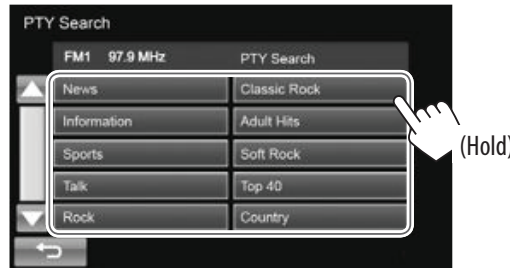 PTY Search
FM1 97.9 MHz PTY Search
News Classic Rock
Information Adult Hits
Sports Soft Rock
Talk Top 40
Rock Country
(Hold)